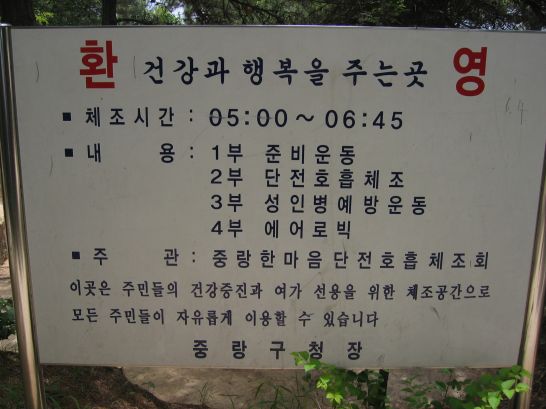 환 건강과 행복을 주는곳 영
■ 체조시간 : 05:00 ~ 06:45
■ 내 용 : 1부 준비운동
2부 단전호흡체조
3부 성인병예방운동
4부 에어로빅
■ 주 관 : 중랑한마음단전호흡체조회
이곳은 주민들의 건강증진과 여가 선용을 위한 체조공간으로
모든 주민들이 자유롭게 이용할 수 있습니다
중랑구청장